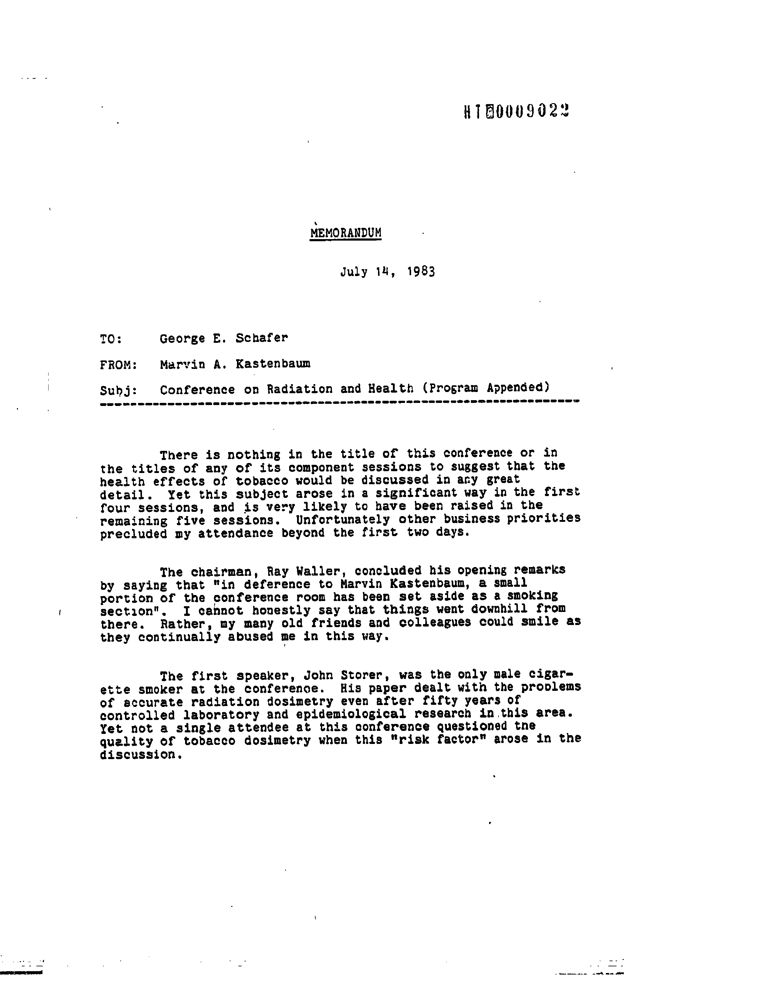 HT0009022
MEMORANDUM
July 14, 1983
TO: George E. Schafer
FROM: Marvin A. Kastenbaum
Subj: Conference on Radiation and Health (Program Appended)
There is nothing in the title of this conference or in
the titles of any of its component sessions to suggest that the
health effects of tobacco would be discussed in any great
detail. Yet this subject arose in a significant way in the first
four sessions, and is very likely to have been raised in the
remaining five sessions. Unfortunately other business priorities
precluded my attendance beyond the first two days.
The chairman, Ray Waller, concluded his opening remarks
by saying that "in deference to Marvin Kastenbaum, a small
portion of the conference room has been set aside as a smoking
section". I cannot honestly say that things went downhill from
there. Rather, my many old friends and colleagues could smile as
they continually abused me in this way.
The first speaker, John Storer, was the only male cigar-
ette smoker at the conference. His paper dealt with the problems
of accurate radiation dosimetry even after fifty years of
controlled laboratory and epidemiological research in this area.
Yet not a single attendee at this conference questioned the
quality of tobacco dosimetry when this "risk factor" arose in the
discussion.